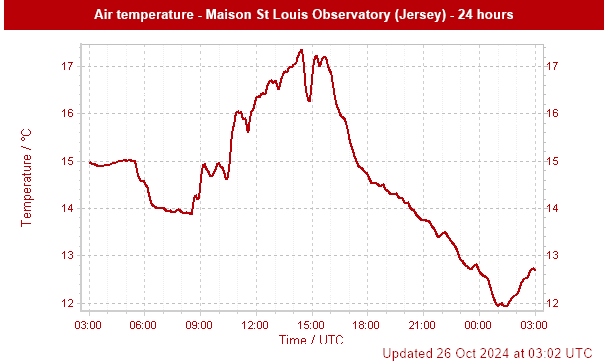 Air temperature - Maison St Louis Observatory (Jersey) - 24 hours
Temperature / °C
17 17
16 16
15 15
14 14
13 13
12 12
03:00 06:00 09:00 12:00 15:00 18:00 21:00 00:00 03:00
Time / UTC
Updated 26 Oct 2024 at 03:02 UTC